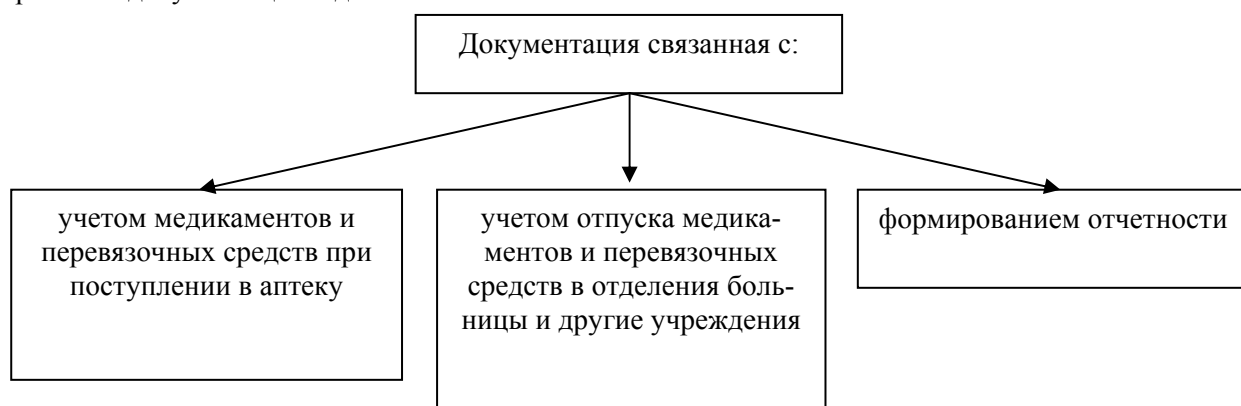 Документация связанная с:
учетом медикаментов и
перевязочных средств при
поступлении в аптеку
учетом отпуска медика-
ментов и перевязочных
средств в отделения боль-
ницы и другие учреждения
формированием отчетности